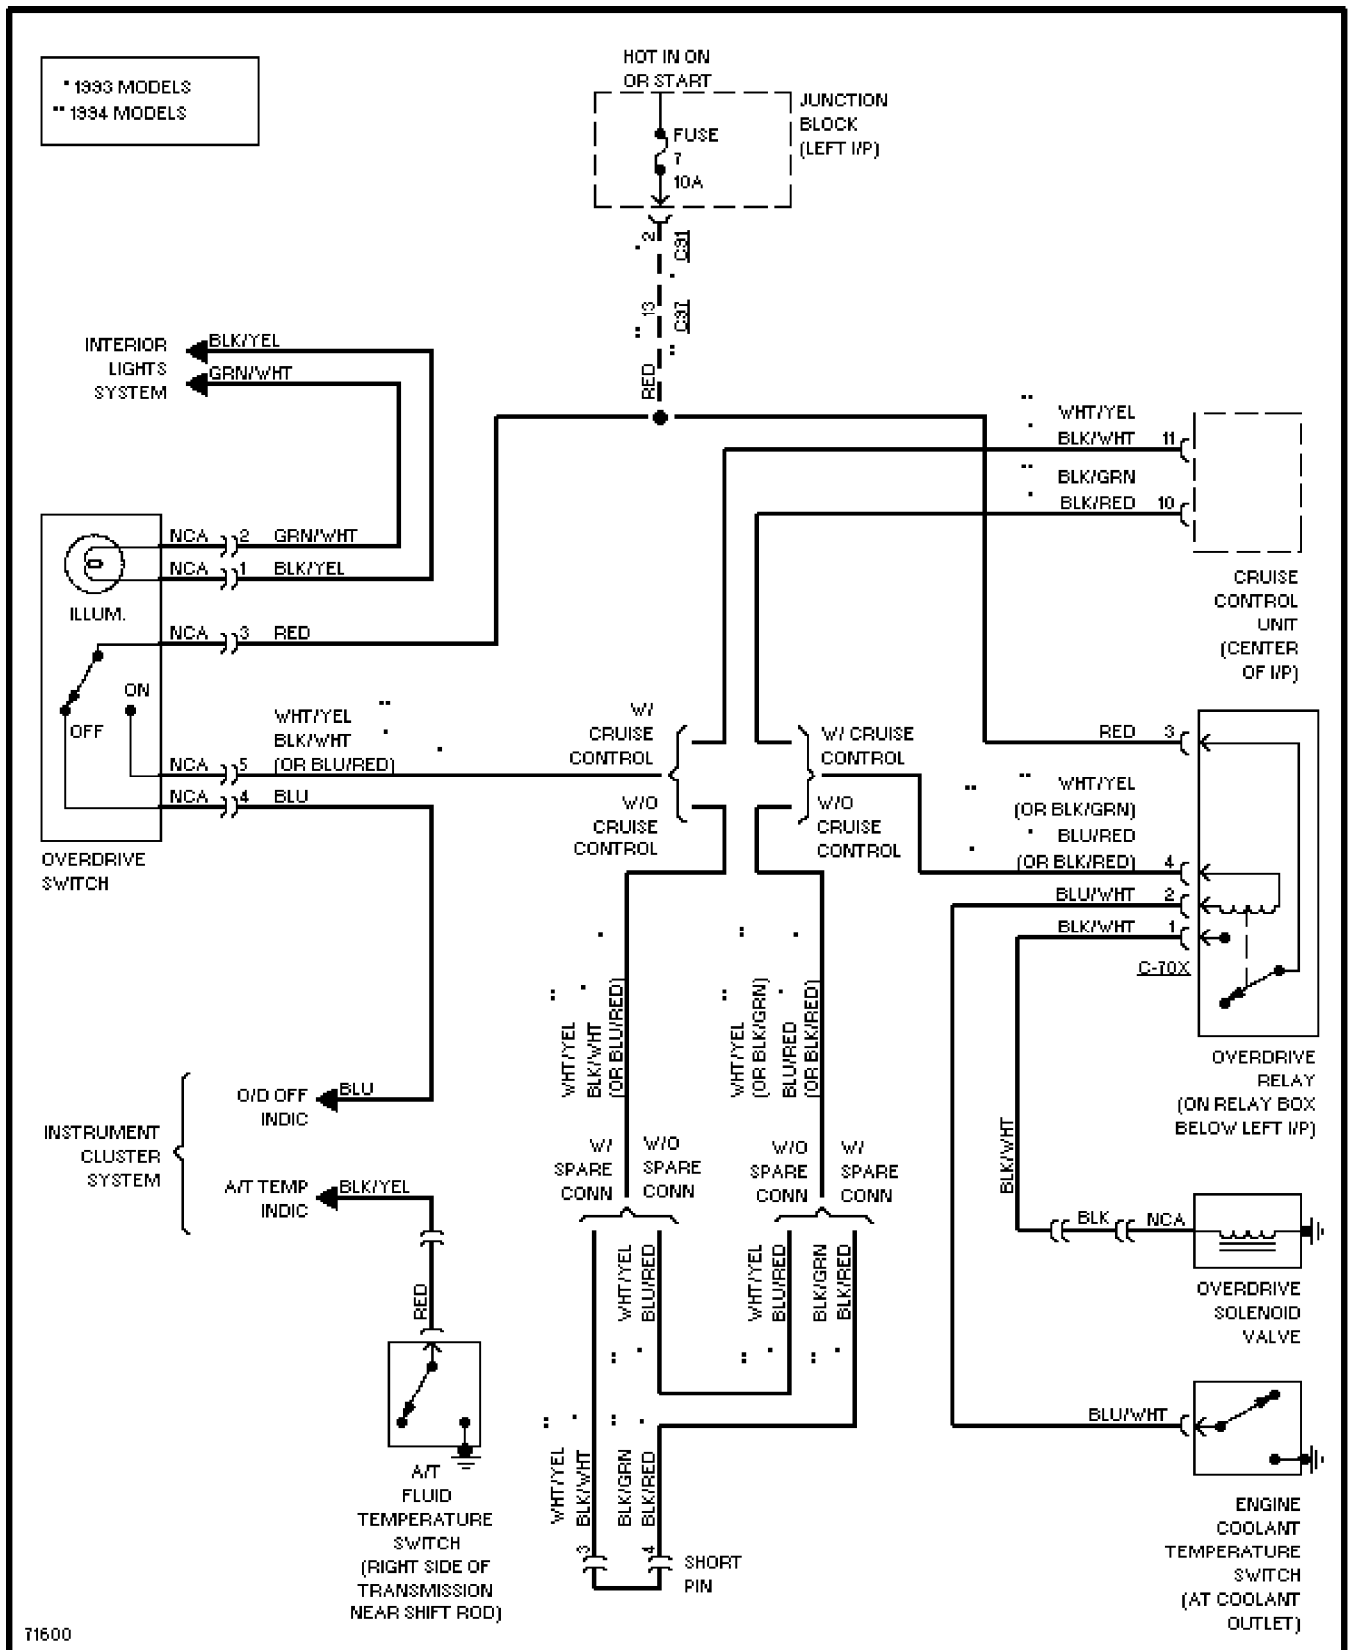 * 1993 MODELS
** 1994 MODELS
HOT IN ON
OR START
JUNCTION
BLOCK
(LEFT I/P)
FUSE
7
10A
* 2 C91 *
** 13 C97 **
RED
INTERIOR
LIGHTS
SYSTEM
BLK/YEL
GRN/WHT
** WHT/YEL
* BLK/WHT 11
** BLK/GRN
* BLK/RED 10
CRUISE
CONTROL
UNIT
(CENTER
OF I/P)
NCA 2 GRN/WHT
NCA 1 BLK/YEL
ILLUM.
NCA 3 RED
ON
OFF
WHT/YEL **
BLK/WHT *
(OR BLU/RED) *
NCA 5
NCA 4 BLU
OVERDRIVE
SWITCH
W/
CRUISE
CONTROL
W/O
CRUISE
CONTROL
W/ CRUISE
CONTROL
W/O
CRUISE
CONTROL
RED 3
** WHT/YEL
** (OR BLK/GRN)
* BLU/RED
* (OR BLK/RED) 4
BLU/WHT 2
BLK/WHT 1
C-70X
OVERDRIVE
RELAY
(ON RELAY BOX
BELOW LEFT I/P)
** WHT/YEL
* BLK/WHT
* (OR BLU/RED)
** WHT/YEL
** (OR BLK/GRN)
* BLU/RED
* (OR BLK/RED)
INSTRUMENT
CLUSTER
SYSTEM
O/D OFF
INDIC
BLU
A/T TEMP
INDIC
BLK/YEL
RED
W/
SPARE
CONN
W/O
SPARE
CONN
W/O
SPARE
CONN
W/
SPARE
CONN
WHT/YEL **
BLU/RED *
WHT/YEL **
BLU/RED *
BLK/GRN **
BLK/RED *
BLK/WHT
BLK
NCA
OVERDRIVE
SOLENOID
VALVE
BLU/WHT
ENGINE
COOLANT
TEMPERATURE
SWITCH
(AT COOLANT
OUTLET)
A/T
FLUID
TEMPERATURE
SWITCH
(RIGHT SIDE OF
TRANSMISSION
NEAR SHIFT ROD)
** WHT/YEL
* BLK/WHT
** BLK/GRN
* BLK/RED
3
4
SHORT
PIN
71600